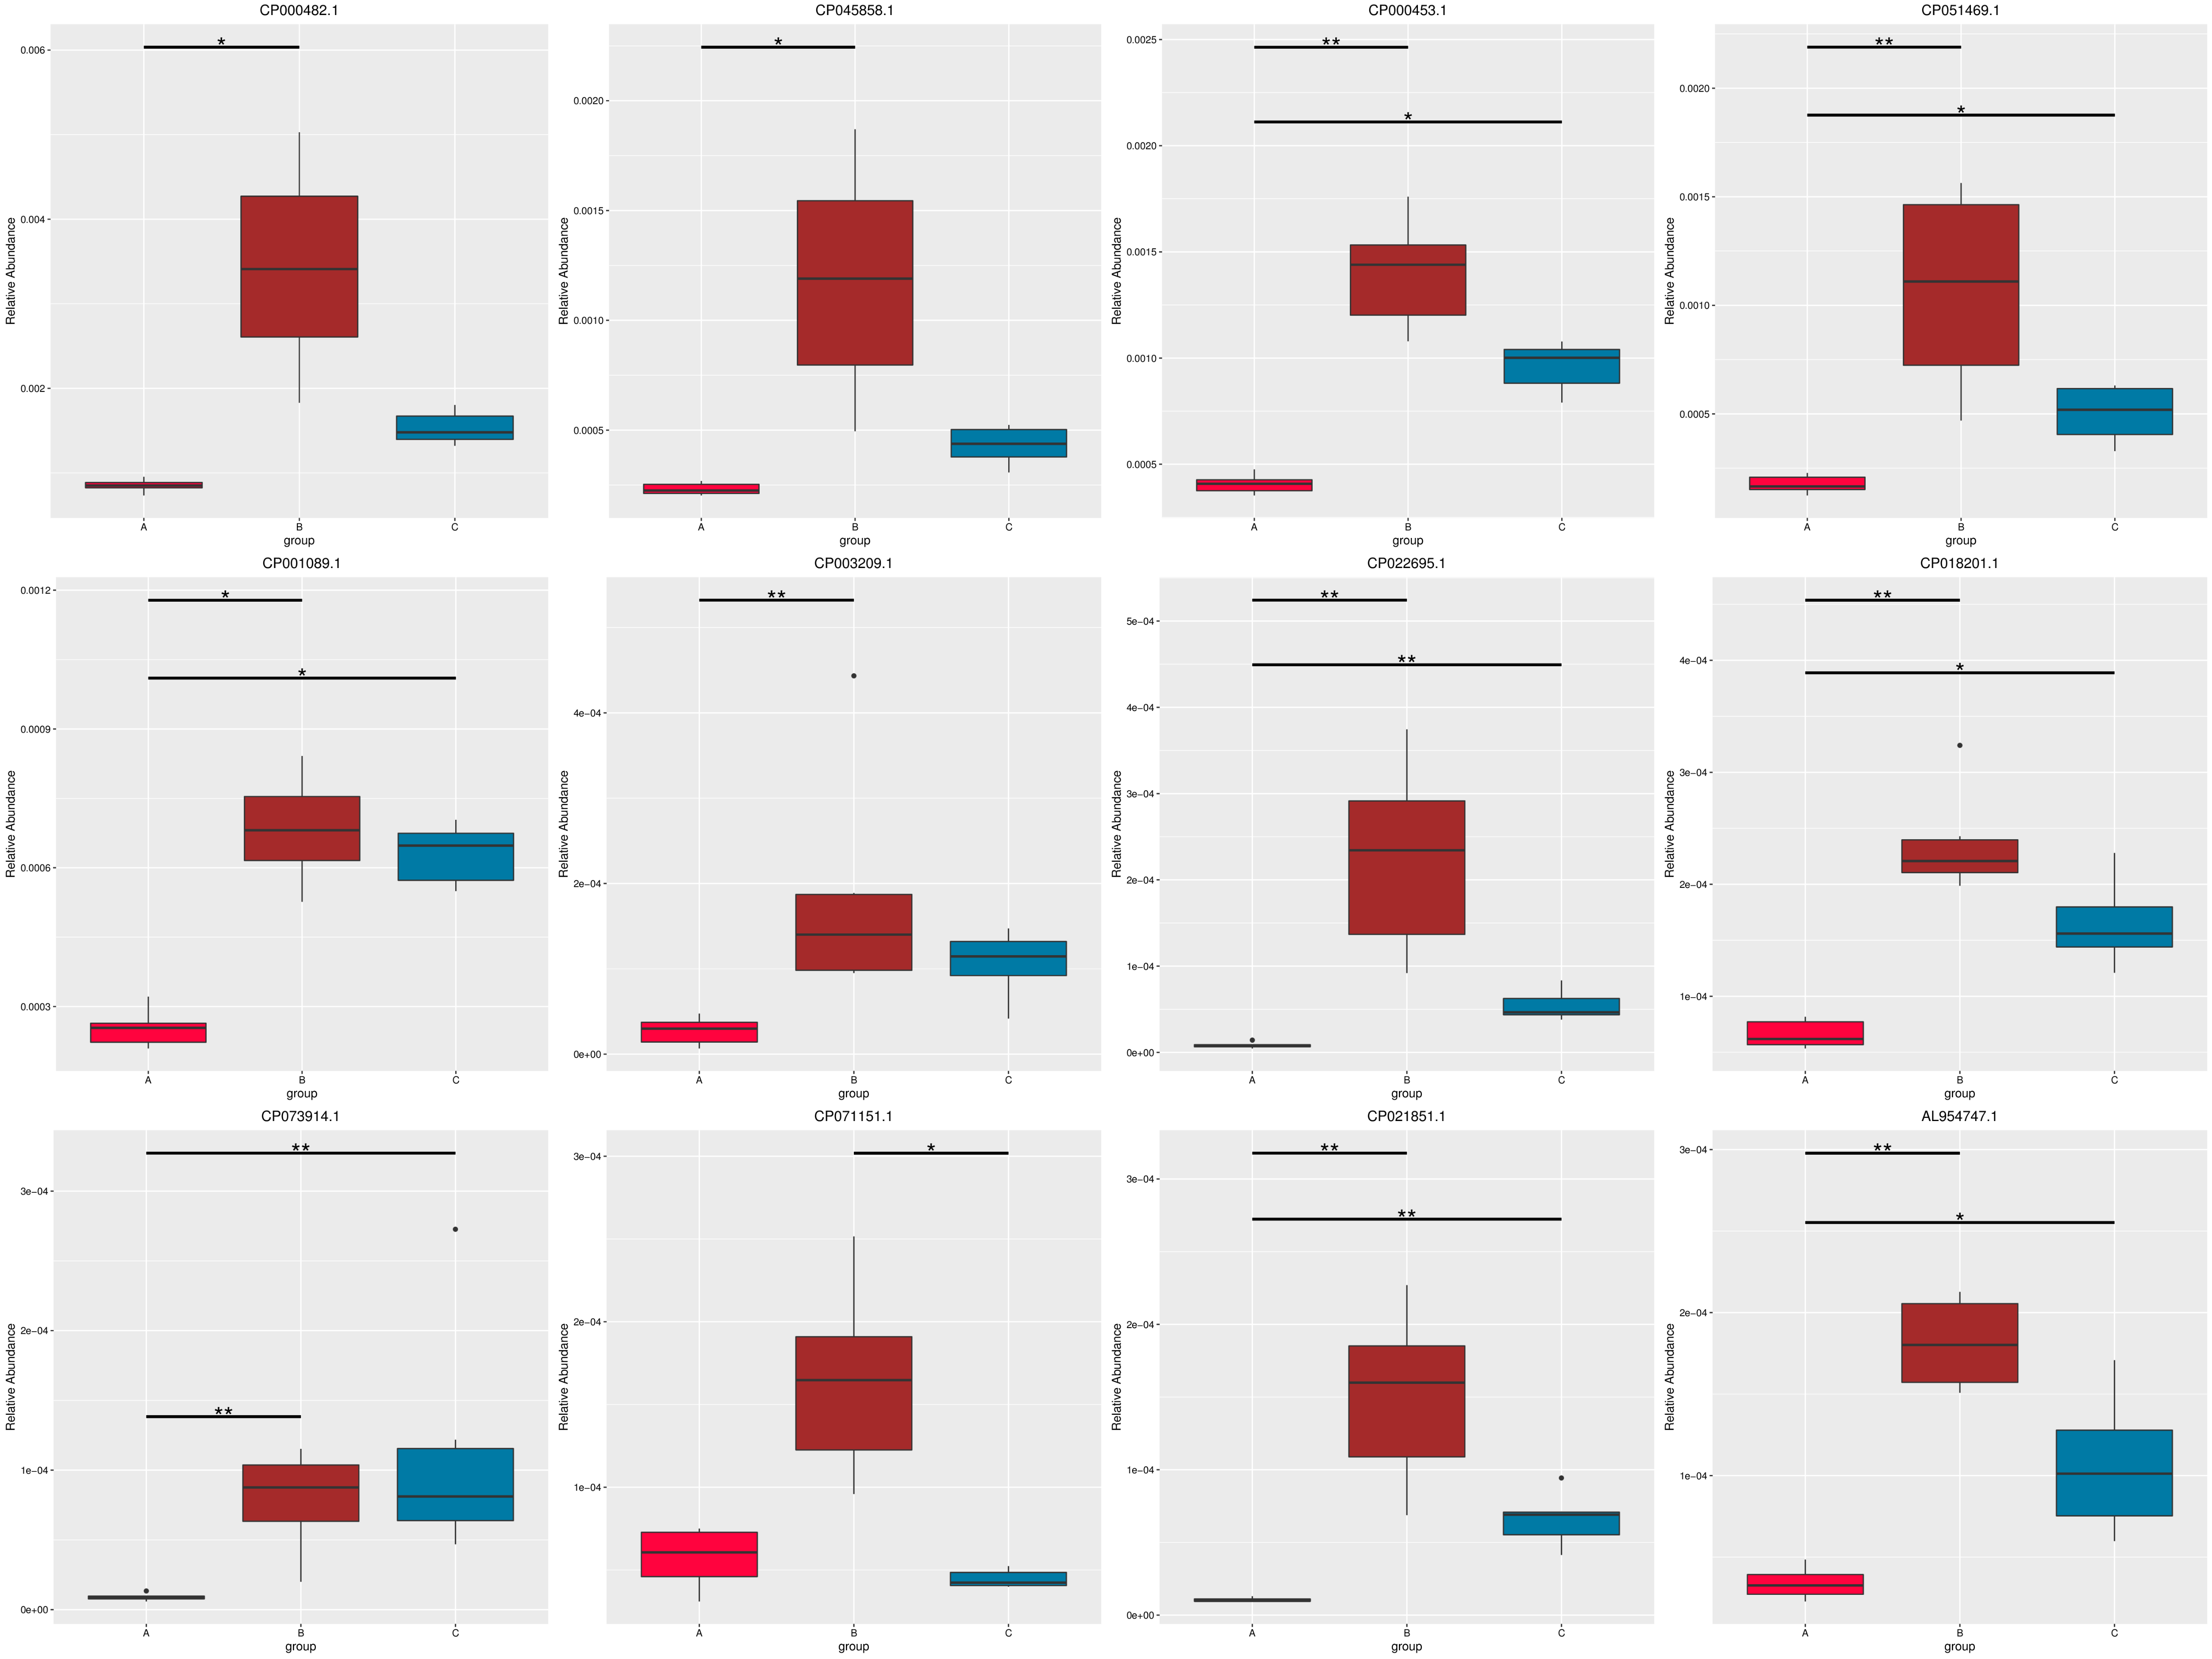 CP000482.1
*
0.006
0.004
0.002
Relative Abundance
A B C
group
CP045858.1
*
0.0020
0.0015
0.0010
0.0005
Relative Abundance
A B C
group
CP000453.1
**
*
0.0025
0.0020
0.0015
0.0010
0.0005
Relative Abundance
A B C
group
CP051469.1
**
*
0.0020
0.0015
0.0010
0.0005
Relative Abundance
A B C
group
CP001089.1
*
*
0.0012
0.0009
0.0006
0.0003
Relative Abundance
A B C
group
CP003209.1
**
4e−04
2e−04
0e+00
Relative Abundance
A B C
group
CP022695.1
**
**
5e−04
4e−04
3e−04
2e−04
1e−04
0e+00
Relative Abundance
A B C
group
CP018201.1
**
*
4e−04
3e−04
2e−04
1e−04
Relative Abundance
A B C
group
CP073914.1
**
**
3e−04
2e−04
1e−04
0e+00
Relative Abundance
A B C
group
CP071151.1
*
3e−04
2e−04
1e−04
Relative Abundance
A B C
group
CP021851.1
**
**
3e−04
2e−04
1e−04
0e+00
Relative Abundance
A B C
group
AL954747.1
**
*
3e−04
2e−04
1e−04
Relative Abundance
A B C
group